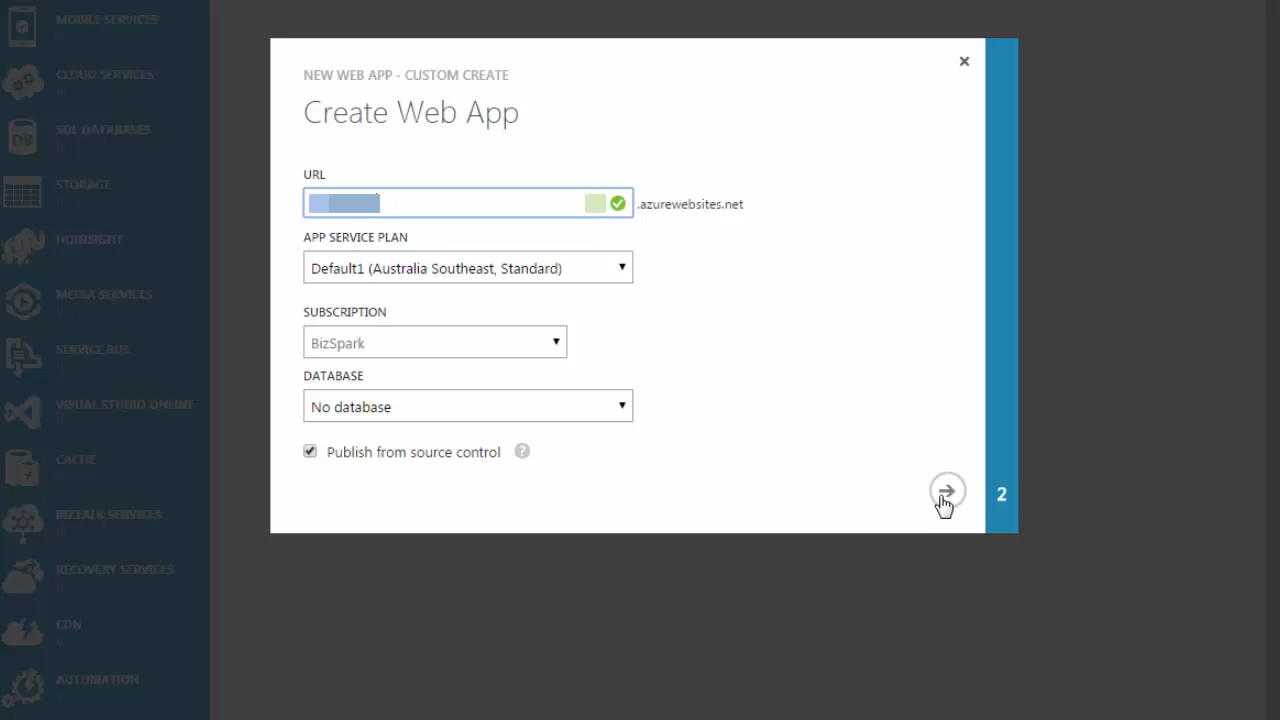 MOBILE SERVICES
CLOUD SERVICES
SQL DATABASES
DB
STORAGE
HDINSIGHT
MEDIA SERVICES
SERVICE BUS
VISUAL STUDIO ONLINE
CACHE
BIZTALK SERVICES
RECOVERY SERVICES
CDN
AUTOMATION
NEW WEB APP - CUSTOM CREATE
Create Web App
URL
.azurewebsites.net
APP SERVICE PLAN
Default1 (Australia Southeast, Standard)
SUBSCRIPTION
BizSpark
DATABASE
No database
Publish from source control
?
2